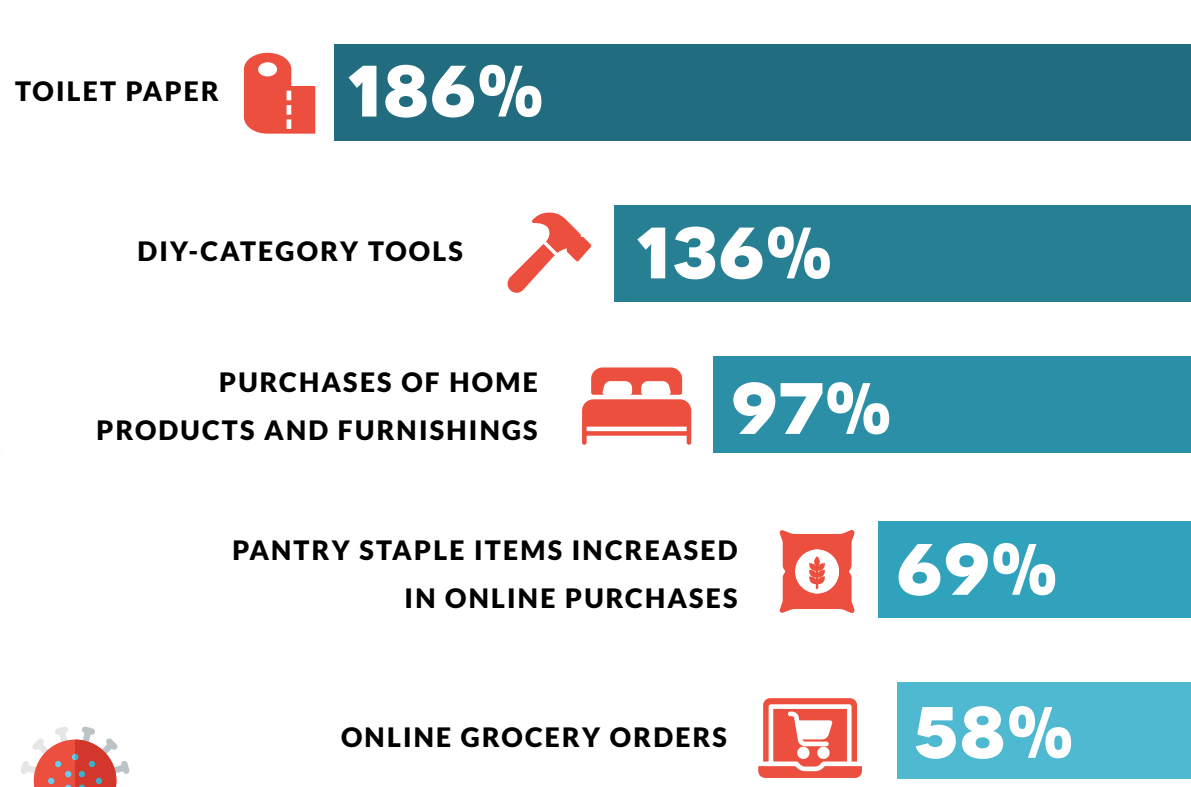 TOILET PAPER
186%
DIY-CATEGORY TOOLS
136%
PURCHASES OF HOME
PRODUCTS AND FURNISHINGS
97%
PANTRY STAPLE ITEMS INCREASED
IN ONLINE PURCHASES
69%
ONLINE GROCERY ORDERS
58%